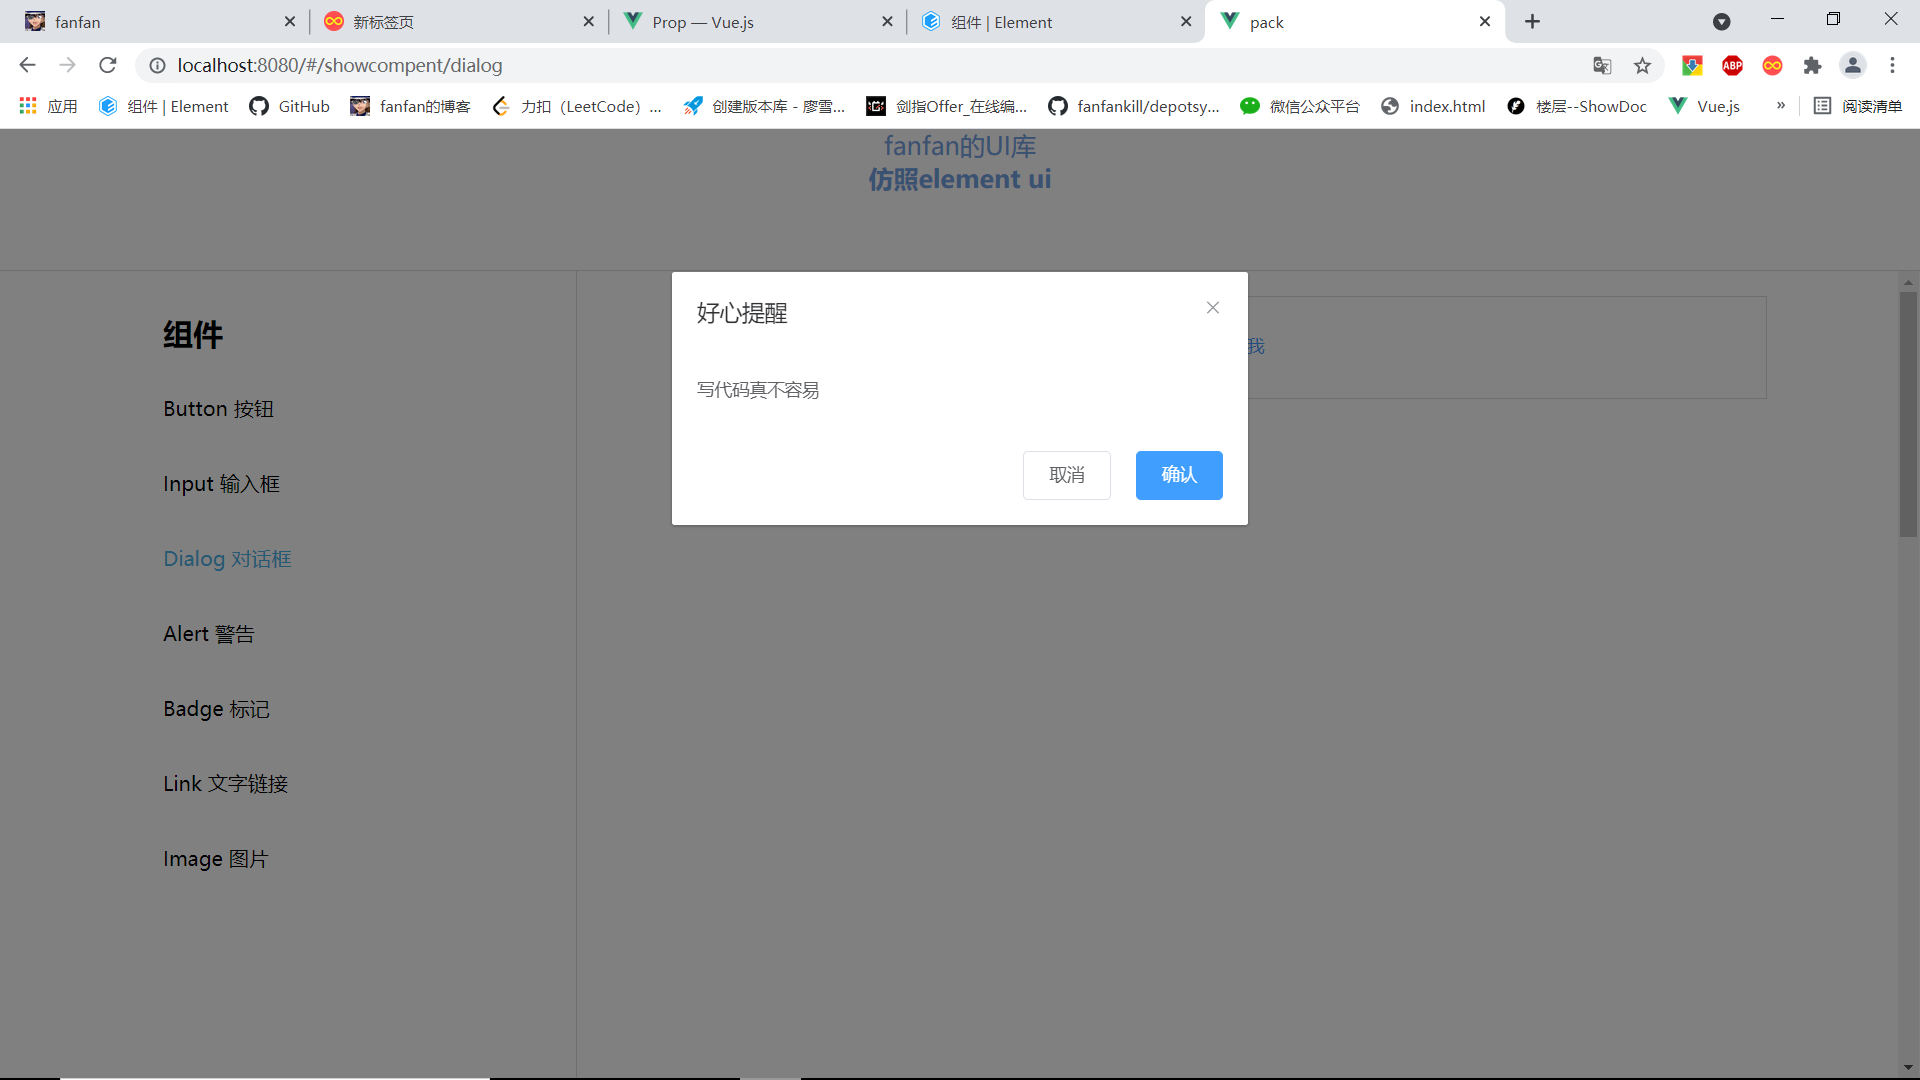 fanfan
新标签页
Prop — Vue.js
组件 | Element
pack
localhost:8080/#/showcompent/dialog
ABP
应用
组件 | Element
GitHub
fanfan的博客
力扣（LeetCode）...
创建版本库 - 廖雪...
剑指Offer_在线编...
fanfankill/depotsy...
微信公众平台
index.html
楼层--ShowDoc
Vue.js
»
阅读清单
fanfan的UI库
仿照element ui
组件
Button 按钮
Input 输入框
Dialog 对话框
Alert 警告
Badge 标记
Link 文字链接
Image 图片
好心提醒
写代码真不容易
取消
确认
我